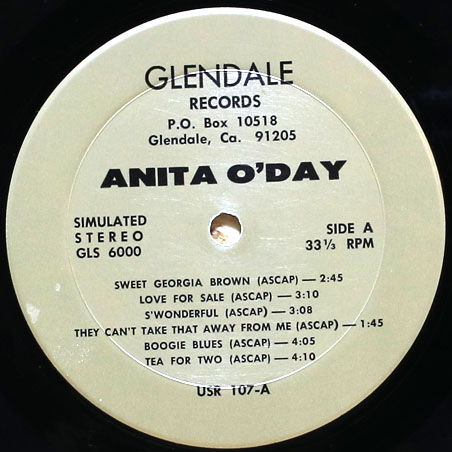 GLENDALE
RECORDS
P.O. Box 10518
Glendale, Ca. 91205
ANITA O'DAY
SIMULATED
STEREO
GLS 6000
SIDE A
33 1/3 RPM
SWEET GEORGIA BROWN (ASCAP) — 2:45
LOVE FOR SALE (ASCAP) — 3:10
S'WONDERFUL (ASCAP) — 3:08
THEY CAN'T TAKE THAT AWAY FROM ME (ASCAP) — 1:45
BOOGIE BLUES (ASCAP) — 4:05
TEA FOR TWO (ASCAP) — 4:10
USR 107-A